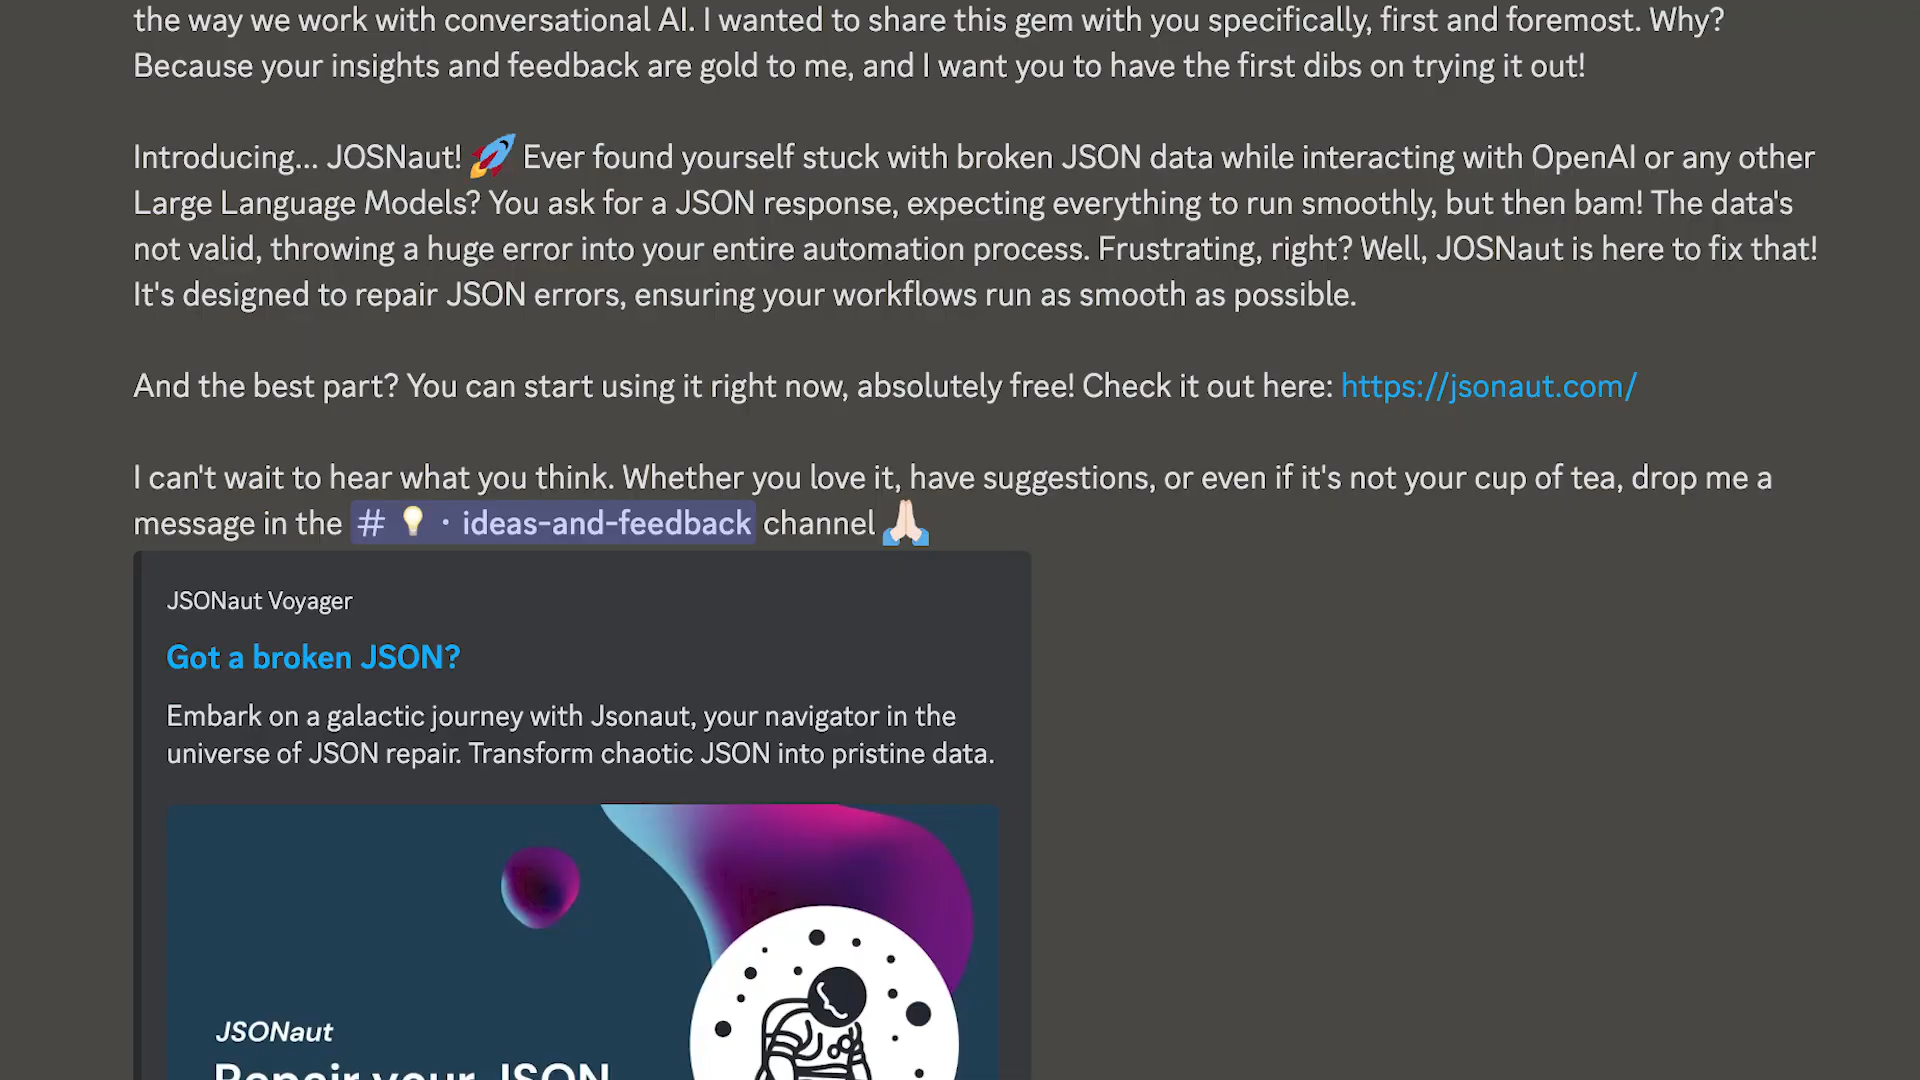 the way we work with conversational AI. I wanted to share this gem with you specifically, first and foremost. Why?
Because your insights and feedback are gold to me, and I want you to have the first dibs on trying it out!
Introducing... JOSNaut! 🚀 Ever found yourself stuck with broken JSON data while interacting with OpenAI or any other
Large Language Models? You ask for a JSON response, expecting everything to run smoothly, but then bam! The data's
not valid, throwing a huge error into your entire automation process. Frustrating, right? Well, JOSNaut is here to fix that!
It's designed to repair JSON errors, ensuring your workflows run as smooth as possible.
And the best part? You can start using it right now, absolutely free! Check it out here: https://jsonaut.com/
I can't wait to hear what you think. Whether you love it, have suggestions, or even if it's not your cup of tea, drop me a
message in the # 💡 · ideas-and-feedback channel 🙏🏻
JSONaut Voyager
Got a broken JSON?
Embark on a galactic journey with Jsonaut, your navigator in the
universe of JSON repair. Transform chaotic JSON into pristine data.
JSONaut
Repair your JSON